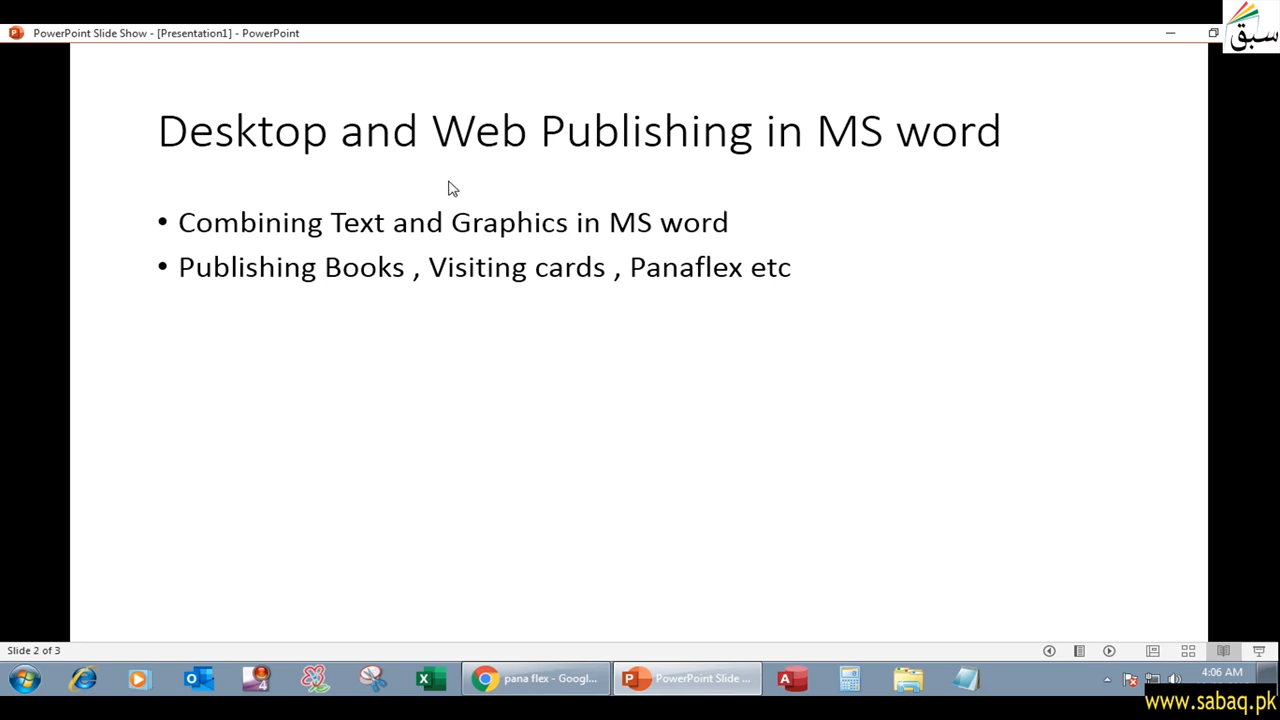 PowerPoint Slide Show - [Presentation1] - PowerPoint
سبق
Desktop and Web Publishing in MS word
• Combining Text and Graphics in MS word
• Publishing Books , Visiting cards , Panaflex etc
Slide 2 of 3
pana flex - Googl...
PowerPoint Slide ...
4:06 AM
www.sabaq.pk